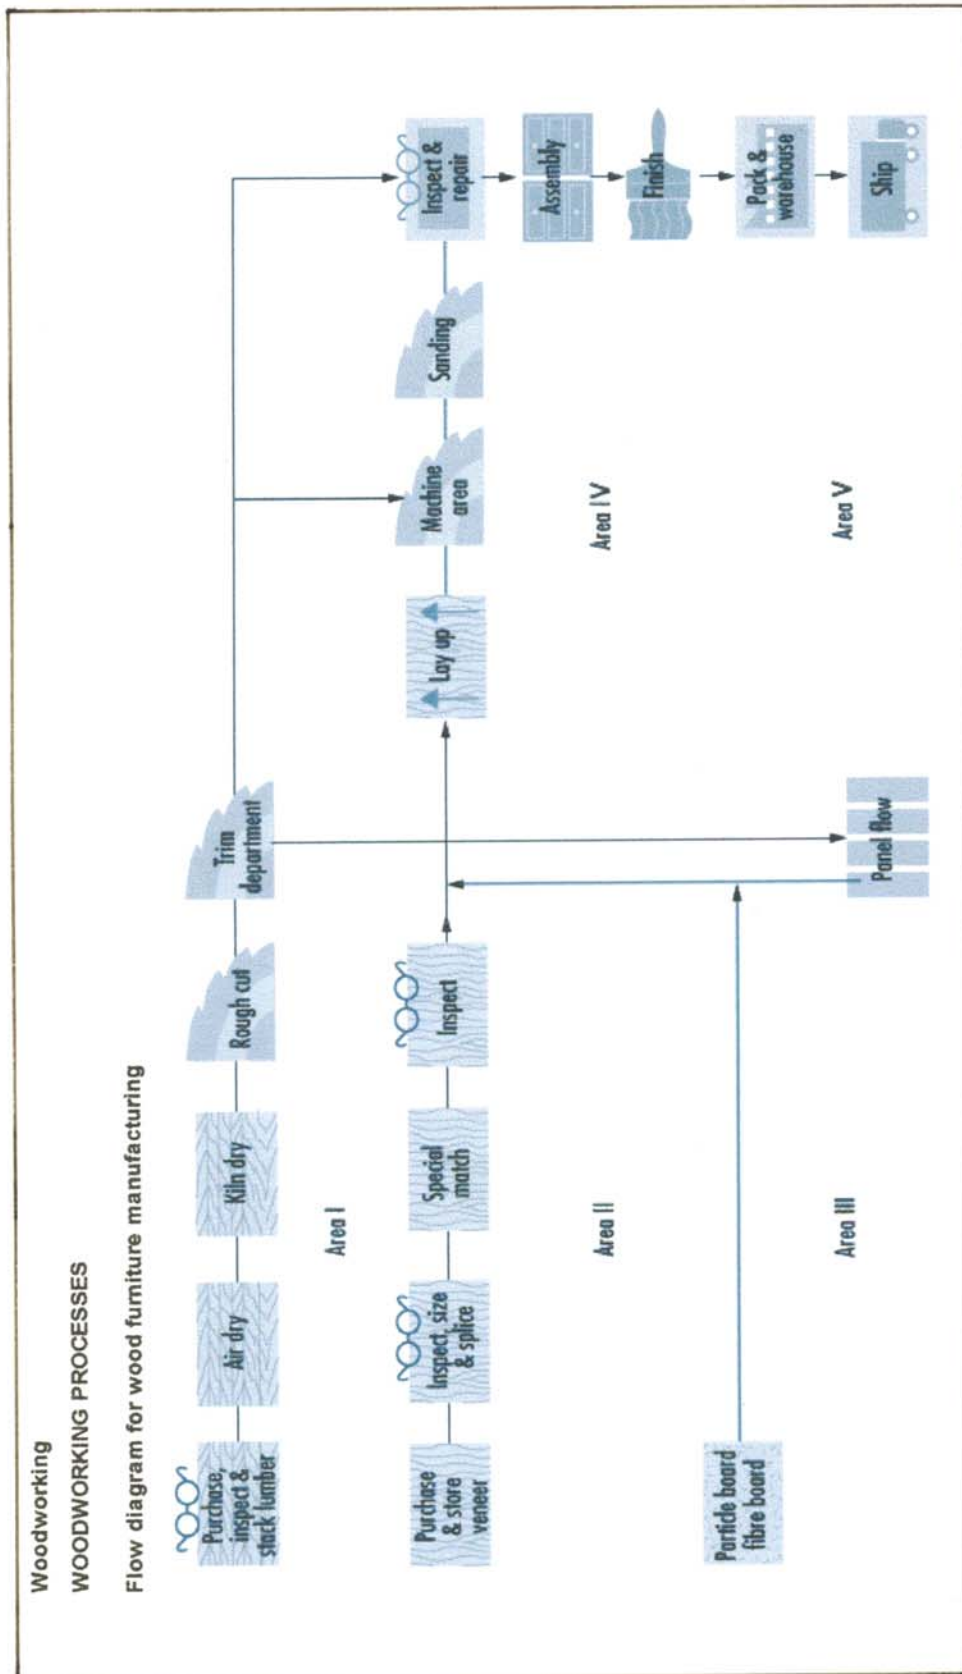 Woodworking
WOODWORKING PROCESSES
Flow diagram for wood furniture manufacturing
Purchase,
inspect &
stack lumber
Air dry
Kiln dry
Rough cut
Trim
department
Area I
Purchase
& store
veneer
Inspect, size
& splice
Special
match
Inspect
Lay up
Machine
area
Sanding
Inspect &
repair
Assembly
Finish
Pack &
warehouse
Ship
Area II
Area IV
Particle board
fibre board
Panel flow
Area III
Area V